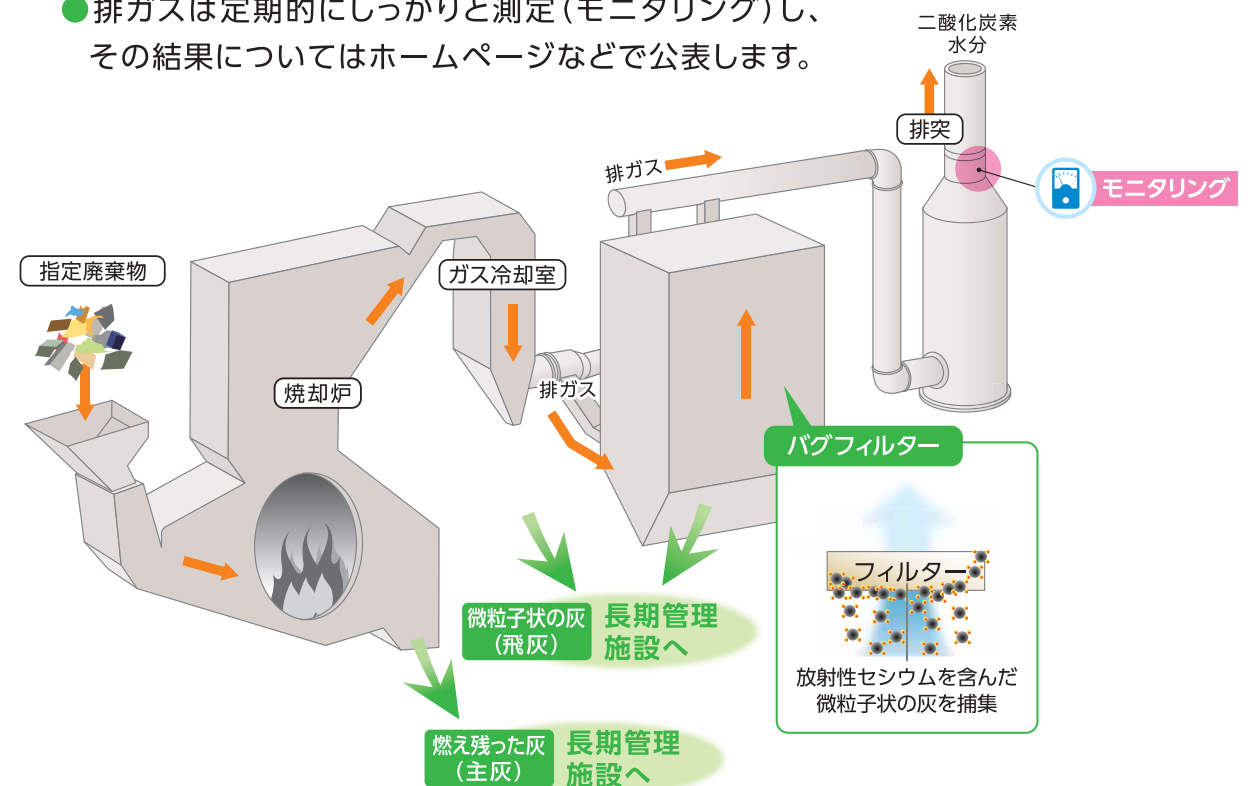 ●排ガスは定期的にしっかりと測定（モニタリング）し、
その結果についてはホームページなどで公表します。
二酸化炭素
水分
排突
モニタリング
排ガス
指定廃棄物
ガス冷却室
焼却炉
排ガス
バグフィルター
フィルター
放射性セシウムを含んだ
微粒子状の灰を捕集
微粒子状の灰
（飛灰）
長期管理
施設へ
燃え残った灰
（主灰）
長期管理
施設へ